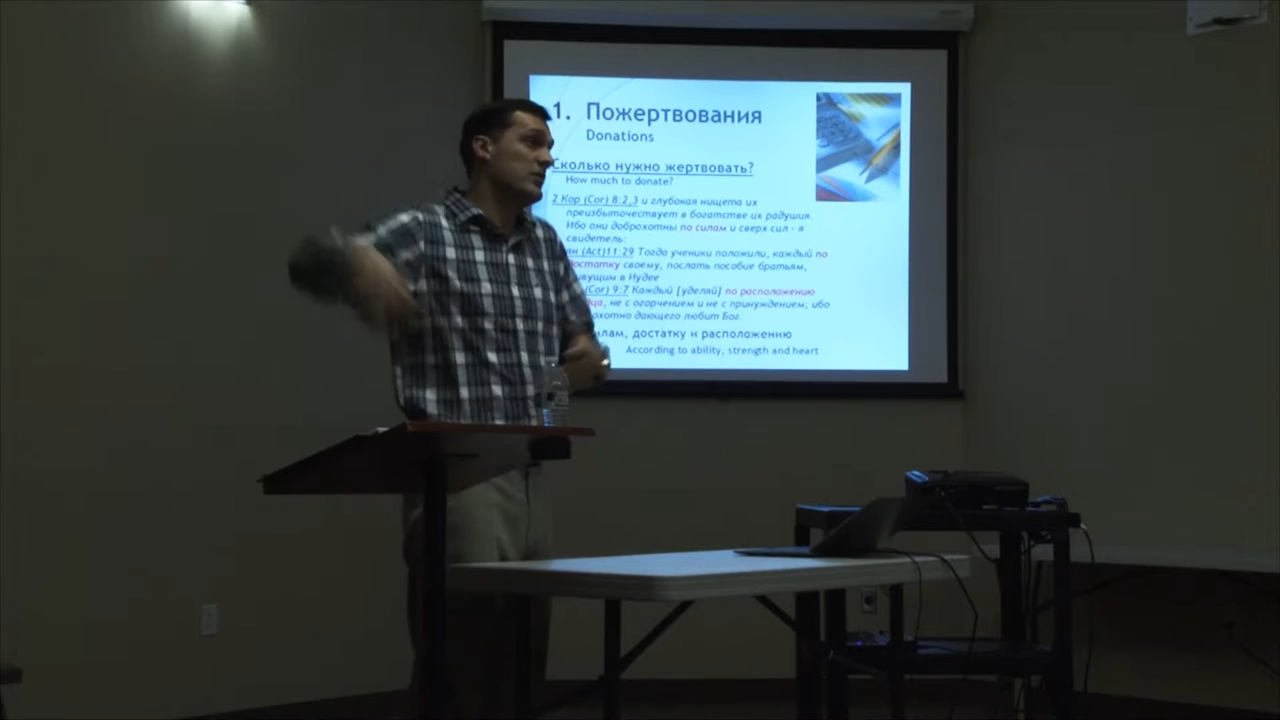 1. Пожертвования
Donations
Сколько нужно жертвовать?
How much to donate?
2 Кор (Cor) 8:2,3 и глубокая нищета их
преизбыточествует в богатстве их радушия.
Ибо они доброхотны по силам и сверх сил - я
свидетель:
(Act)11:29 Тогда ученики положили, каждый по
достатку своему, послать пособие братьям,
в Иудее
(Cor) 9:7 Каждый [уделяй] по расположению
не с огорчением и не с принуждением; ибо
дающего любит Бог.
достатку и расположению
According to ability, strength and heart